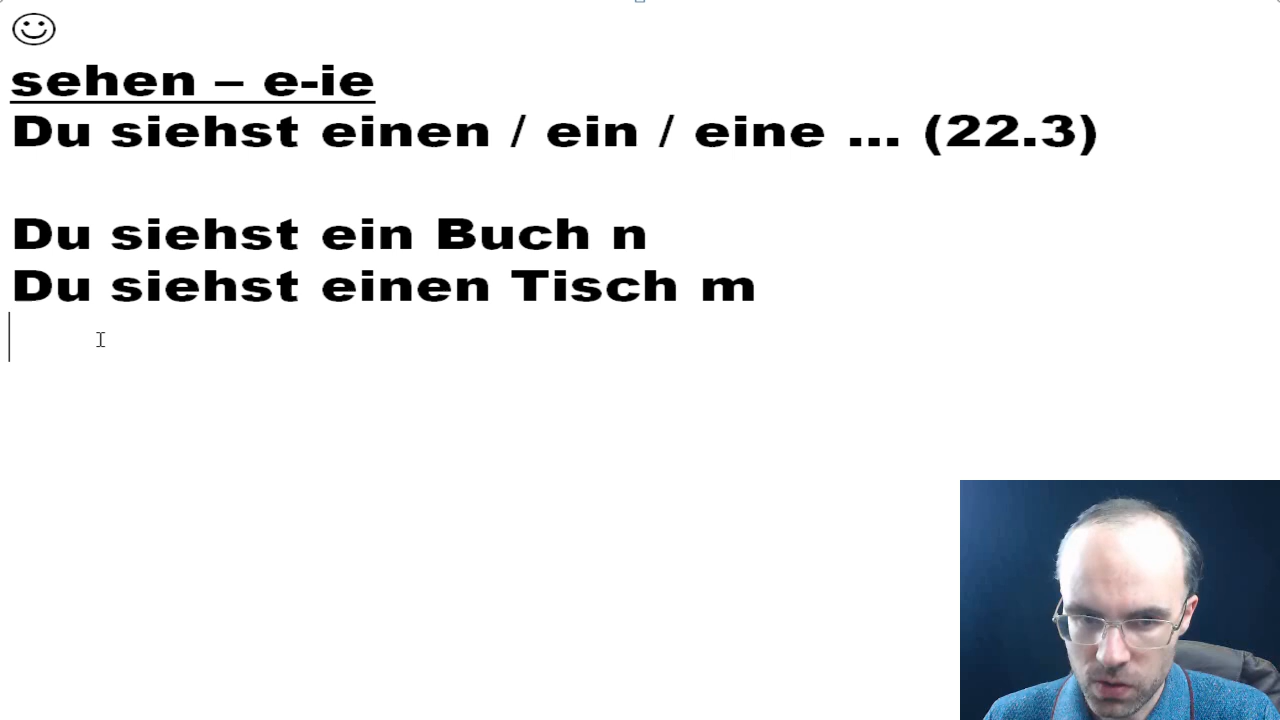 sehen – e-ie
Du siehst einen / ein / eine ... (22.3)
Du siehst ein Buch n
Du siehst einen Tisch m